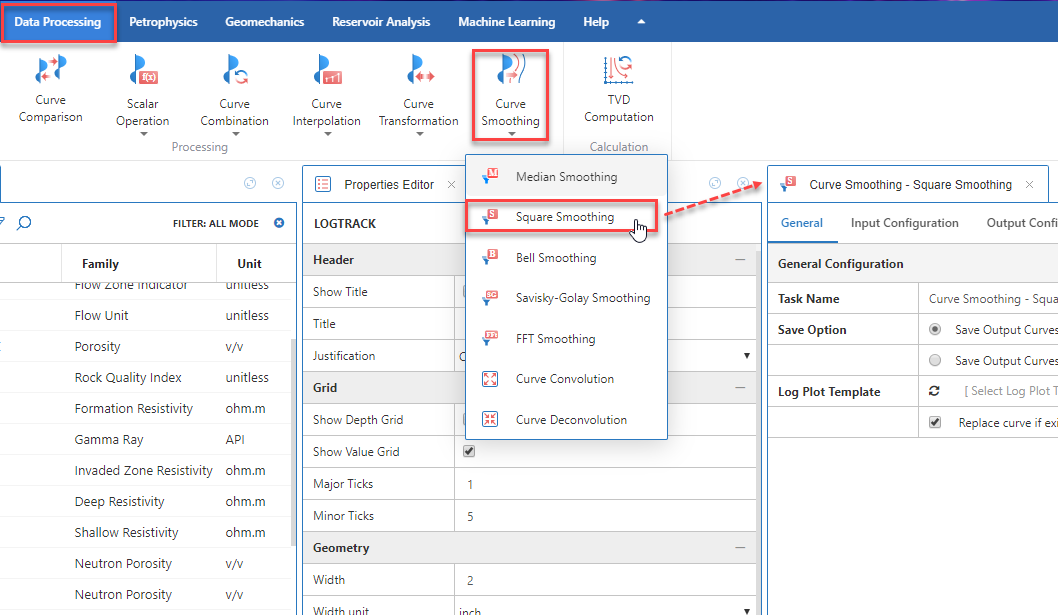 Data Processing
Petrophysics
Geomechanics
Reservoir Analysis
Machine Learning
Help
Curve
Comparison
Scalar
Operation
Curve
Combination
Curve
Interpolation
Curve
Transformation
Curve
Smoothing
TVD
Computation
Processing
Calculation
Median Smoothing
Square Smoothing
Bell Smoothing
Savisky-Golay Smoothing
FFT Smoothing
Curve Convolution
Curve Deconvolution
FILTER: ALL MODE
Family Unit
Flow Zone Indicator unitless
Flow Unit unitless
Porosity v/v
Rock Quality Index unitless
Formation Resistivity ohm.m
Gamma Ray API
Invaded Zone Resistivity ohm.m
Deep Resistivity ohm.m
Shallow Resistivity ohm.m
Neutron Porosity v/v
Neutron Porosity v/v
Properties Editor
LOGTRACK
Header
Show Title
Title
Justification
Grid
Show Depth Grid
Show Value Grid
Major Ticks 1
Minor Ticks 5
Geometry
Width 2
Width unit inch
Curve Smoothing - Square Smoothing
General Input Configuration Output Confi
General Configuration
Task Name Curve Smoothing - Squa
Save Option Save Output Curves
Save Output Curves
Log Plot Template [ Select Log Plot T
Replace curve if exi